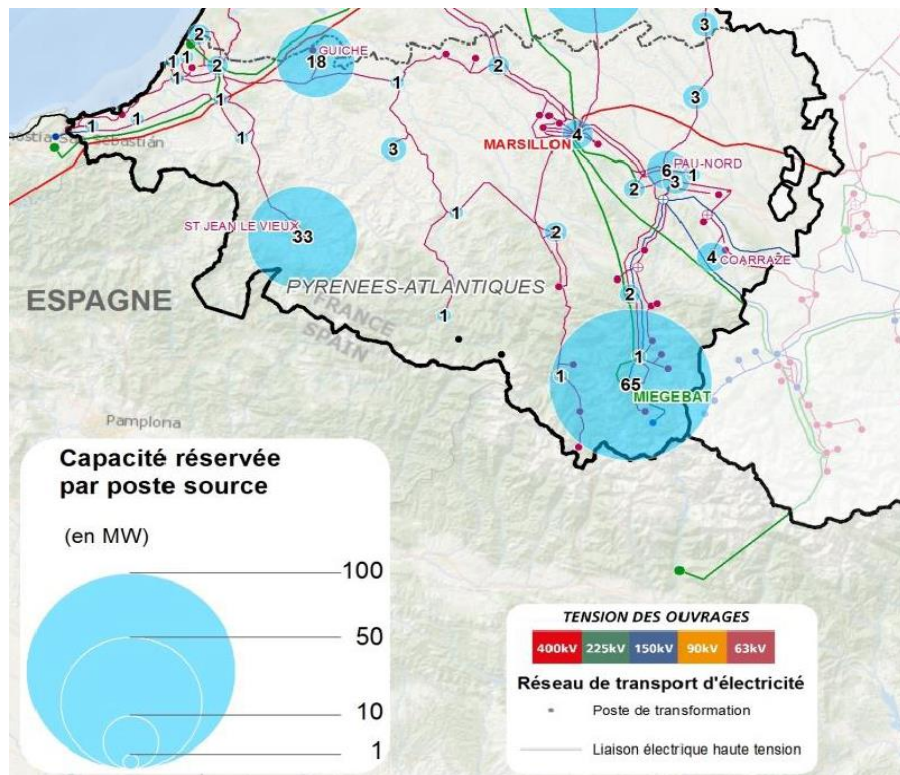 2
3
1
1
2
GUICHE
18
1
2
1
3
1
1
1
4
MARSILLON
3
6
PAU-NORD
1
2
3
ST JEAN LE VIEUX
33
1
2
4
COARRAZE
PYRENEES-ATLANTIQUES
ESPAGNE
FRANCE
SPAIN
2
1
1
1
65
MIEGEBAT
Pamplona
Capacité réservée
par poste source
(en MW)
100
50
10
1
TENSION DES OUVRAGES
400kV 225kV 150kV 90kV 63kV
Réseau de transport d'électricité
Poste de transformation
Liaison électrique haute tension